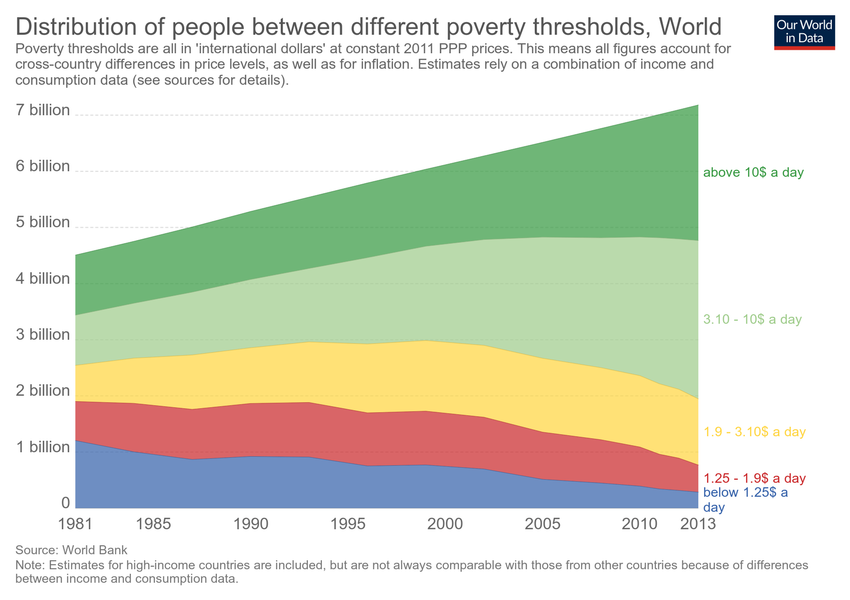 Distribution of people between different poverty thresholds, World
Our World
in Data
Poverty thresholds are all in 'international dollars' at constant 2011 PPP prices. This means all figures account for
cross-country differences in price levels, as well as for inflation. Estimates rely on a combination of income and
consumption data (see sources for details).
7 billion
6 billion
5 billion
4 billion
3 billion
2 billion
1 billion
0
above 10$ a day
3.10 - 10$ a day
1.9 - 3.10$ a day
1.25 - 1.9$ a day
below 1.25$ a
day
1981 1985 1990 1995 2000 2005 2010 2013
Source: World Bank
Note: Estimates for high-income countries are included, but are not always comparable with those from other countries because of differences
between income and consumption data.